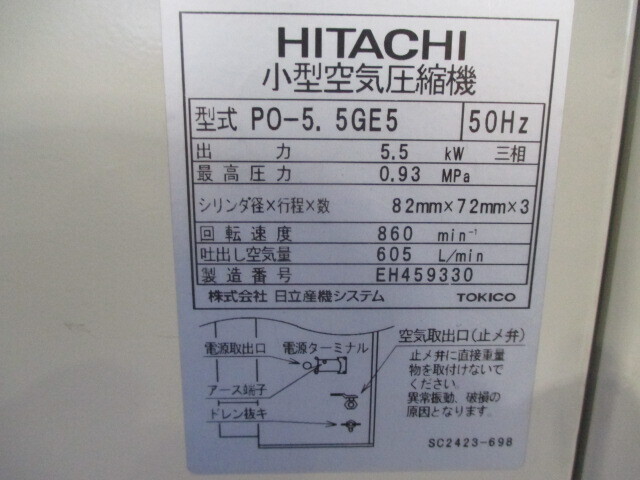 HITACHI
小型空気圧縮機
型式 PO-5.5GE5 50Hz
出力 5.5 kW 三相
最高圧力 0.93 MPa
シリンダ径×行程×数 82mm×72mm×3
回転速度 860 min⁻¹
吐出し空気量 605 L/min
製造番号 EH459330
株式会社 日立産機システム TOKICO
空気取出口(止メ弁)
電源取出口 電源ターミナル
止メ弁に直接重量
物を取付けないで
ください。
異常振動、破損の
原因となります。
アース端子
ドレン抜キ
SC2423-698